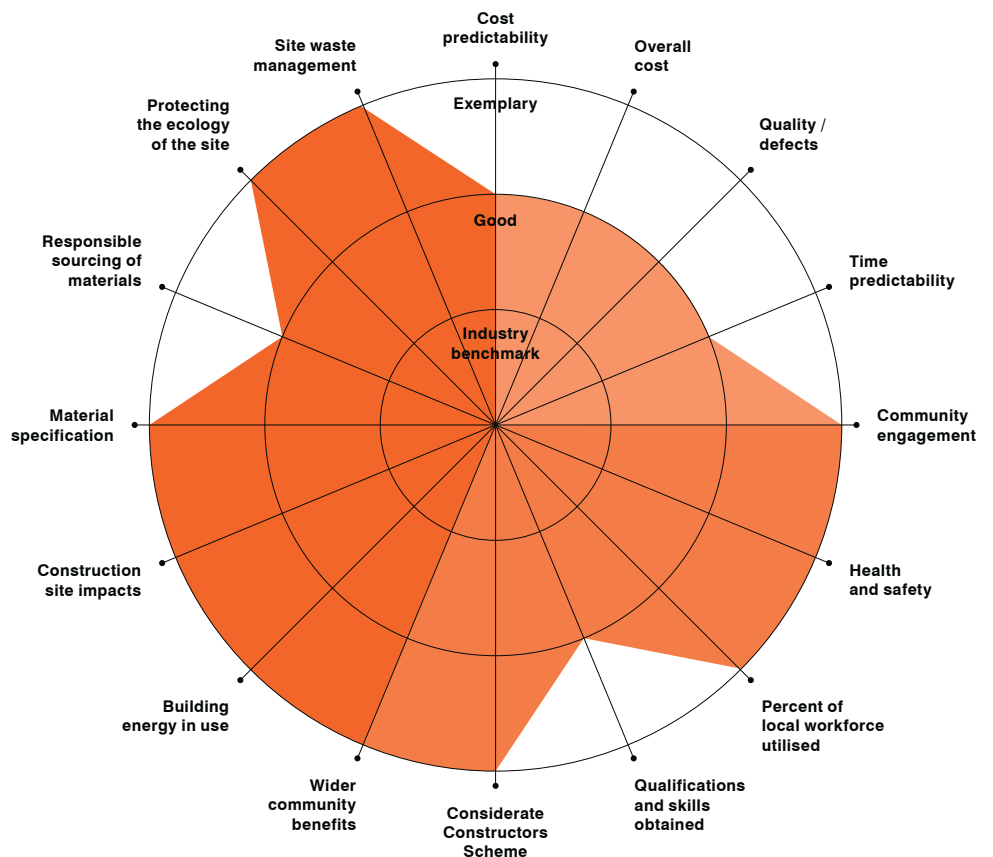 Cost
predictability
Overall
cost
Quality /
defects
Time
predictability
Community
engagement
Health
and safety
Percent of
local workforce
utilised
Qualifications
and skills
obtained
Considerate
Constructors
Scheme
Wider
community
benefits
Building
energy in use
Construction
site impacts
Material
specification
Responsible
sourcing of
materials
Protecting
the ecology
of the site
Site waste
management
Exemplary
Good
Industry
benchmark